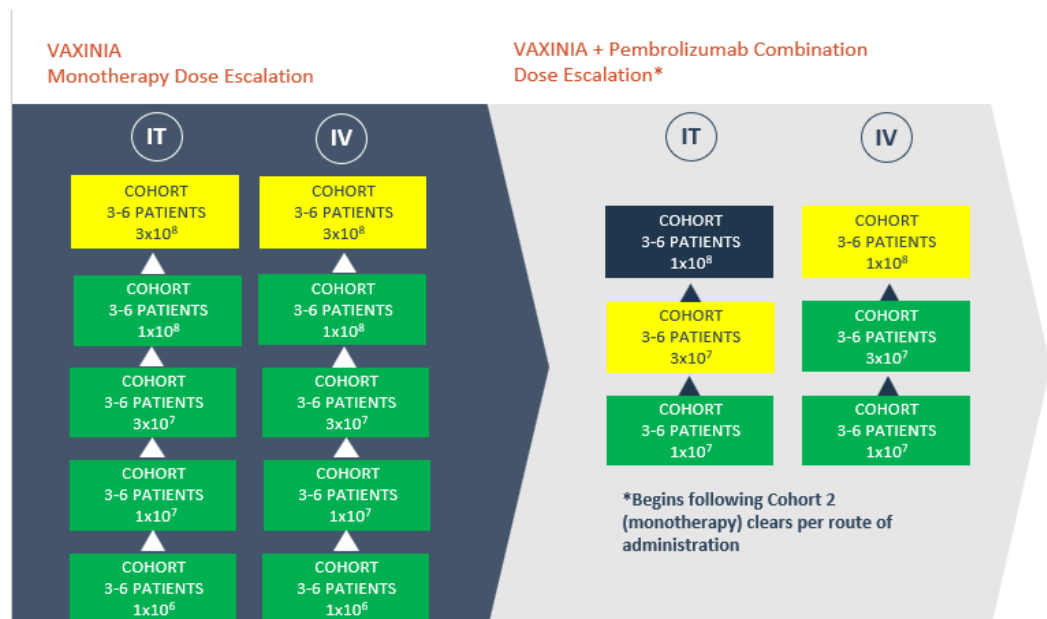 VAXINIA
Monotherapy Dose Escalation
IT
IV
COHORT
3-6 PATIENTS
3x10⁸
COHORT
3-6 PATIENTS
3x10⁸
COHORT
3-6 PATIENTS
1x10⁸
COHORT
3-6 PATIENTS
1x10⁸
COHORT
3-6 PATIENTS
3x10⁷
COHORT
3-6 PATIENTS
3x10⁷
COHORT
3-6 PATIENTS
1x10⁷
COHORT
3-6 PATIENTS
1x10⁷
COHORT
3-6 PATIENTS
1x10⁶
COHORT
3-6 PATIENTS
1x10⁶
VAXINIA + Pembrolizumab Combination
Dose Escalation*
IT
IV
COHORT
3-6 PATIENTS
1x10⁸
COHORT
3-6 PATIENTS
1x10⁸
COHORT
3-6 PATIENTS
3x10⁷
COHORT
3-6 PATIENTS
3x10⁷
COHORT
3-6 PATIENTS
1x10⁷
COHORT
3-6 PATIENTS
1x10⁷
*Begins following Cohort 2
(monotherapy) clears per route of
administration